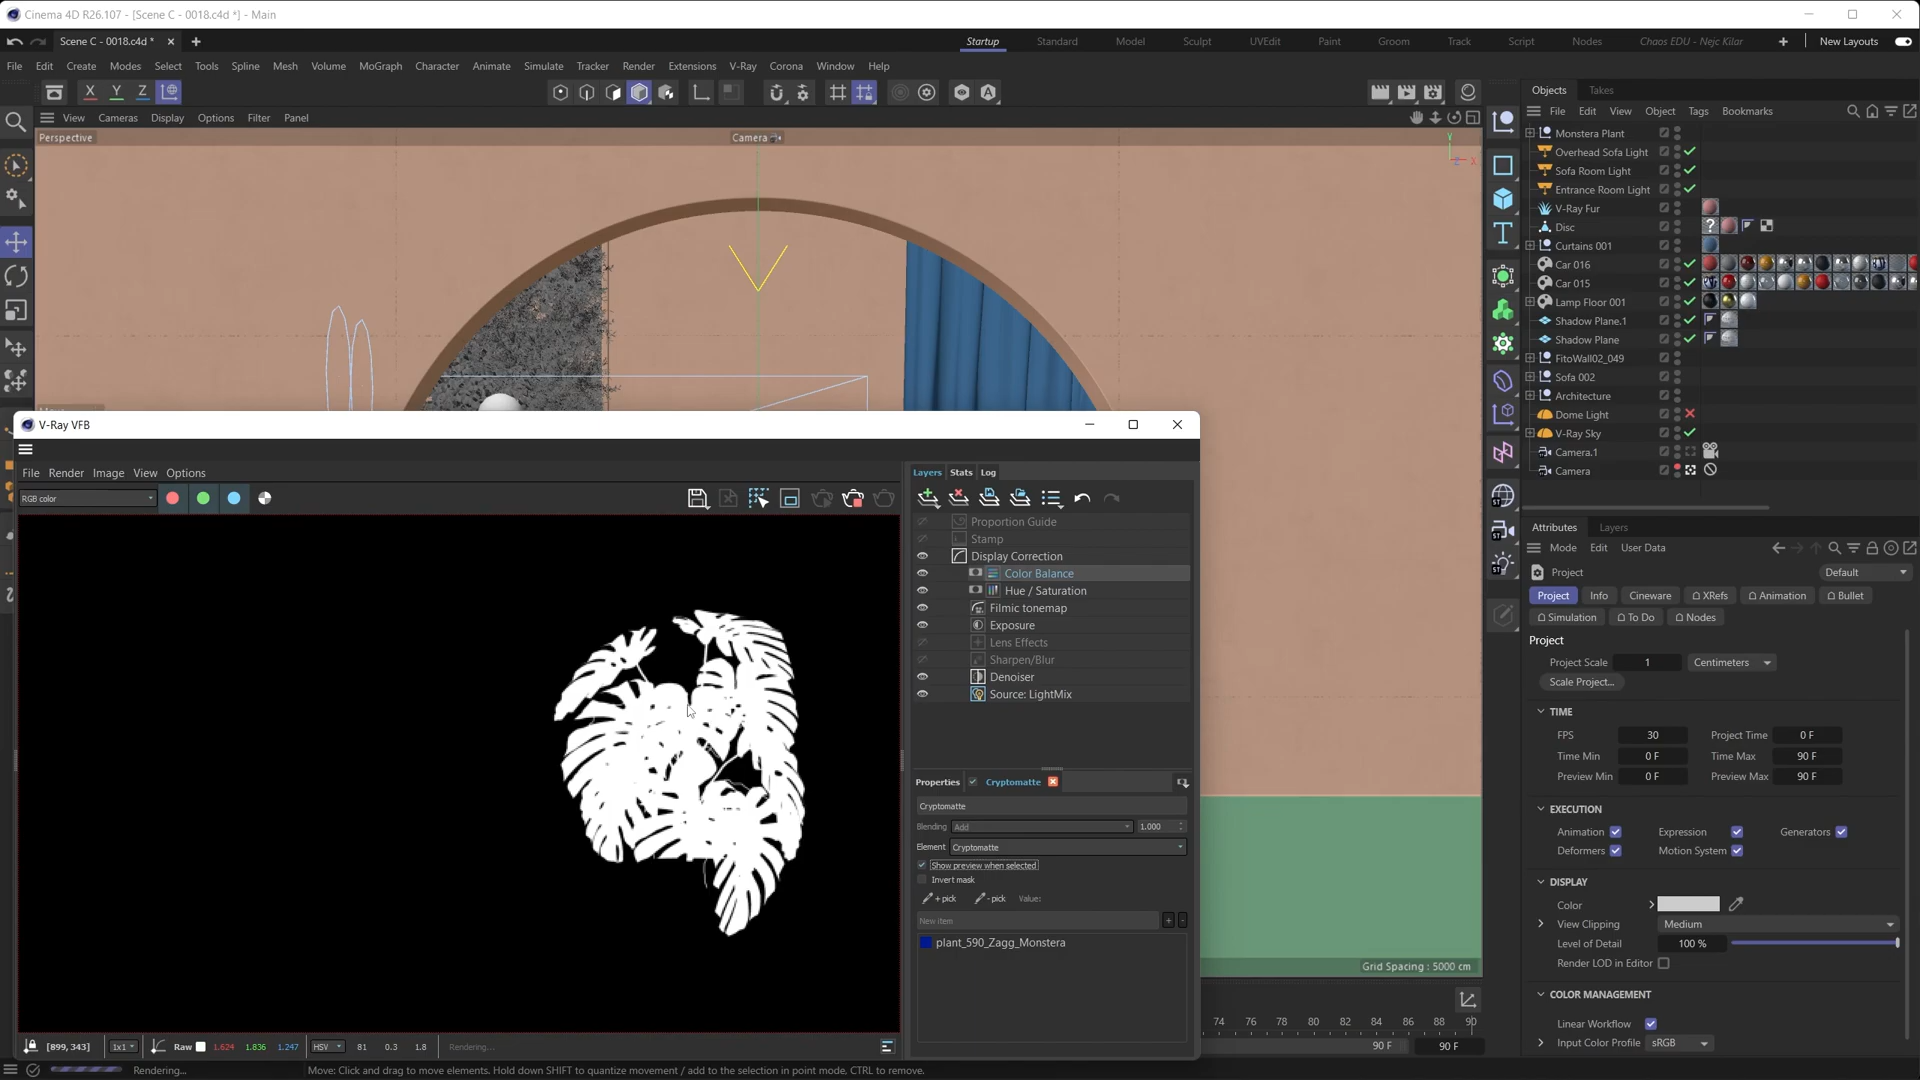 Cinema 4D R26.107 - [Scene C - 0018.c4d *] - Main
Scene C - 0018.c4d *
Startup Standard Model Sculpt UVEdit Paint Groom Track Script Nodes Chaos EDU - Nejc Kilar New Layouts
File Edit Create Modes Select Tools Spline Mesh Volume MoGraph Character Animate Simulate Tracker Render Extensions V-Ray Corona Window Help
X Y Z
View Cameras Display Options Filter Panel
Perspective
Camera
Y
X
Grid Spacing : 5000 cm
74 76 78 80 82 84 86 88 90
90 F 90 F
V-Ray VFB
File Render Image View Options
RGB color
Layers Stats Log
Proportion Guide
Stamp
Display Correction
Color Balance
Hue / Saturation
Filmic tonemap
Exposure
Lens Effects
Sharpen/Blur
Denoiser
Source: LightMix
Properties Cryptomatte
Cryptomatte
Blending Add 1.000
Element Cryptomatte
Show preview when selected
Invert mask
+ pick - pick Value:
New item + -
plant_590_Zagg_Monstera
[899, 343] 1x1 Raw 1.624 1.836 1.247 HSV 81 0.3 1.8 Rendering...
Rendering... Move: Click and drag to move elements. Hold down SHIFT to quantize movement / add to the selection in point mode, CTRL to remove.
Objects Takes
File Edit View Object Tags Bookmarks
Monstera Plant
Overhead Sofa Light
Sofa Room Light
Entrance Room Light
V-Ray Fur
Disc
Curtains 001
Car 016
Car 015
Lamp Floor 001
Shadow Plane.1
Shadow Plane
FitoWall02_049
Sofa 002
Architecture
Dome Light
V-Ray Sky
Camera.1
Camera
Attributes Layers
Mode Edit User Data
Project Default
Project Info Cineware XRefs Animation Bullet
Simulation To Do Nodes
Project
Project Scale 1 Centimeters
Scale Project...
TIME
FPS 30 Project Time 0 F
Time Min 0 F Time Max 90 F
Preview Min 0 F Preview Max 90 F
EXECUTION
Animation Expression Generators
Deformers Motion System
DISPLAY
Color
View Clipping Medium
Level of Detail 100 %
Render LOD in Editor
COLOR MANAGEMENT
Linear Workflow
Input Color Profile sRGB